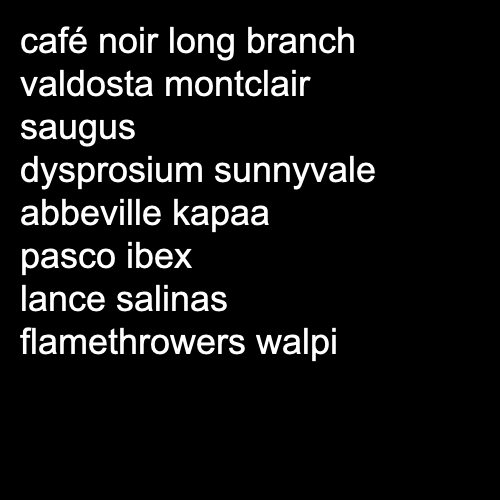 café noir long branch
valdosta montclair
saugus
dysprosium sunnyvale
abbeville kapaa
pasco ibex
lance salinas
flamethrowers walpi